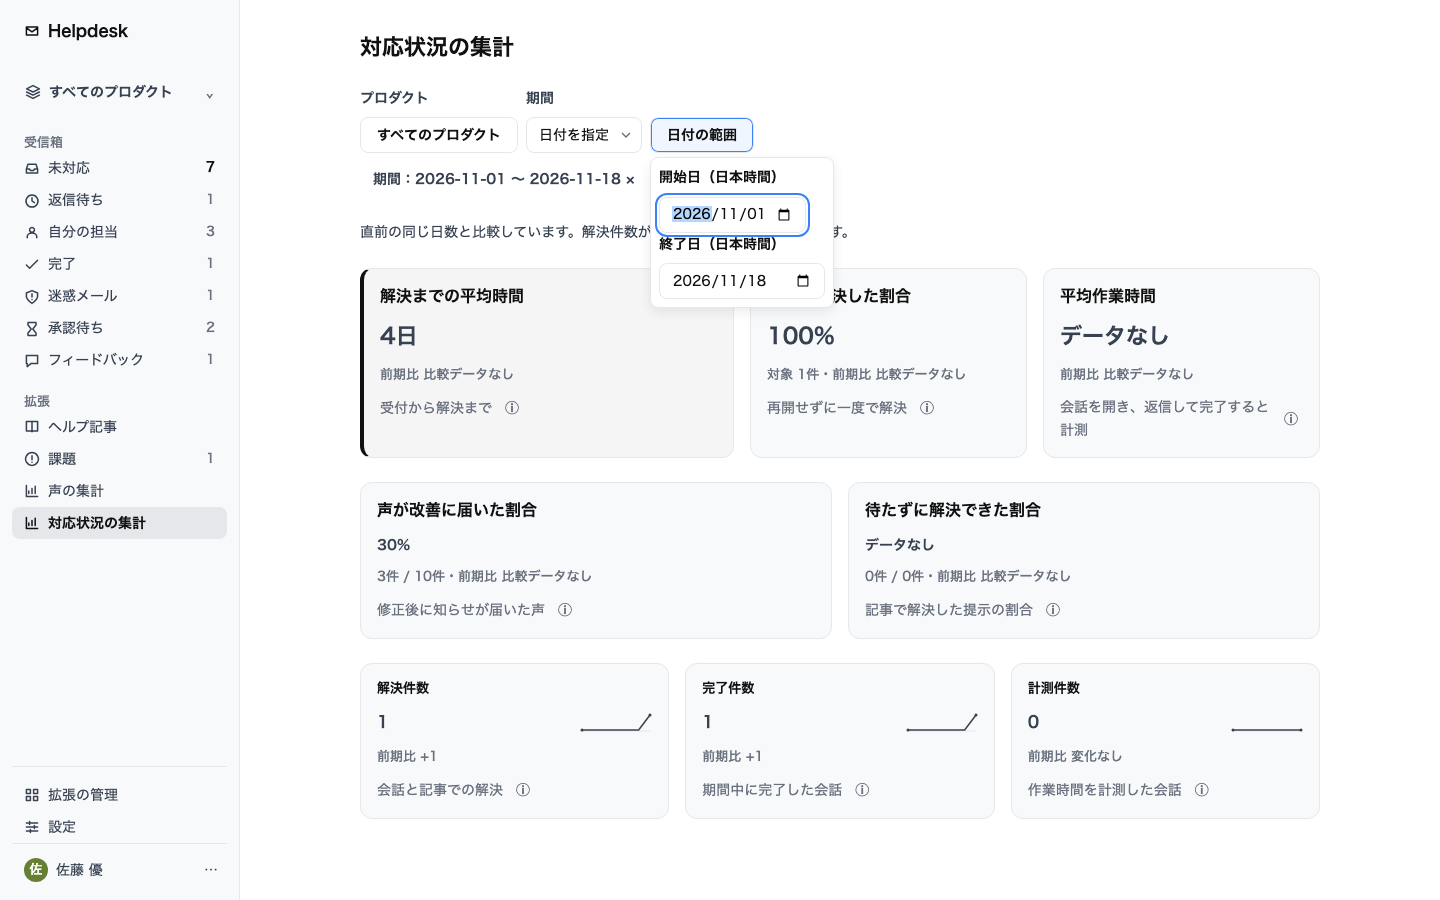 Helpdesk
すべてのプロダクト
受信箱
未対応 7
返信待ち 1
自分の担当 3
完了 1
迷惑メール 1
承認待ち 2
フィードバック 1
拡張
ヘルプ記事
課題 1
声の集計
対応状況の集計
拡張の管理
設定
佐 佐藤 優 …
対応状況の集計
プロダクト 期間
すべてのプロダクト 日付を指定 日付の範囲
期間：2026-11-01 〜 2026-11-18 ×
開始日（日本時間）
2026/11/01
終了日（日本時間）
2026/11/18
直前の同じ日数と比較しています。解決件数が す。
解決までの平均時間
4日
前期比 比較データなし
受付から解決まで
決した割合
100%
対象 1件・前期比 比較データなし
再開せずに一度で解決
平均作業時間
データなし
前期比 比較データなし
会話を開き、返信して完了すると
計測
声が改善に届いた割合
30%
3件 / 10件・前期比 比較データなし
修正後に知らせが届いた声
待たずに解決できた割合
データなし
0件 / 0件・前期比 比較データなし
記事で解決した提示の割合
解決件数
1
前期比 +1
会話と記事での解決
完了件数
1
前期比 +1
期間中に完了した会話
計測件数
0
前期比 変化なし
作業時間を計測した会話